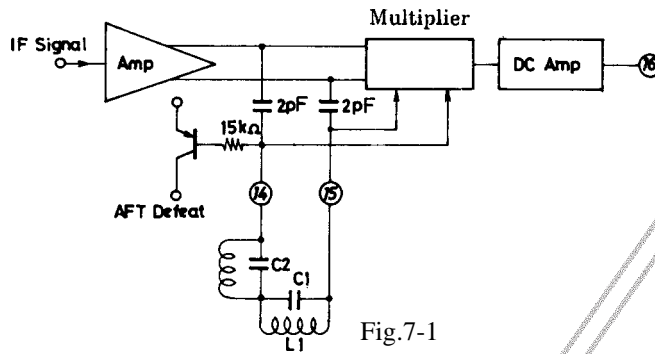 Multiplier
IF Signal
Amp
DC Amp
16
2pF
2pF
15kΩ
14
15
AFT Defeat
C2
C1
L1
Fig.7-1